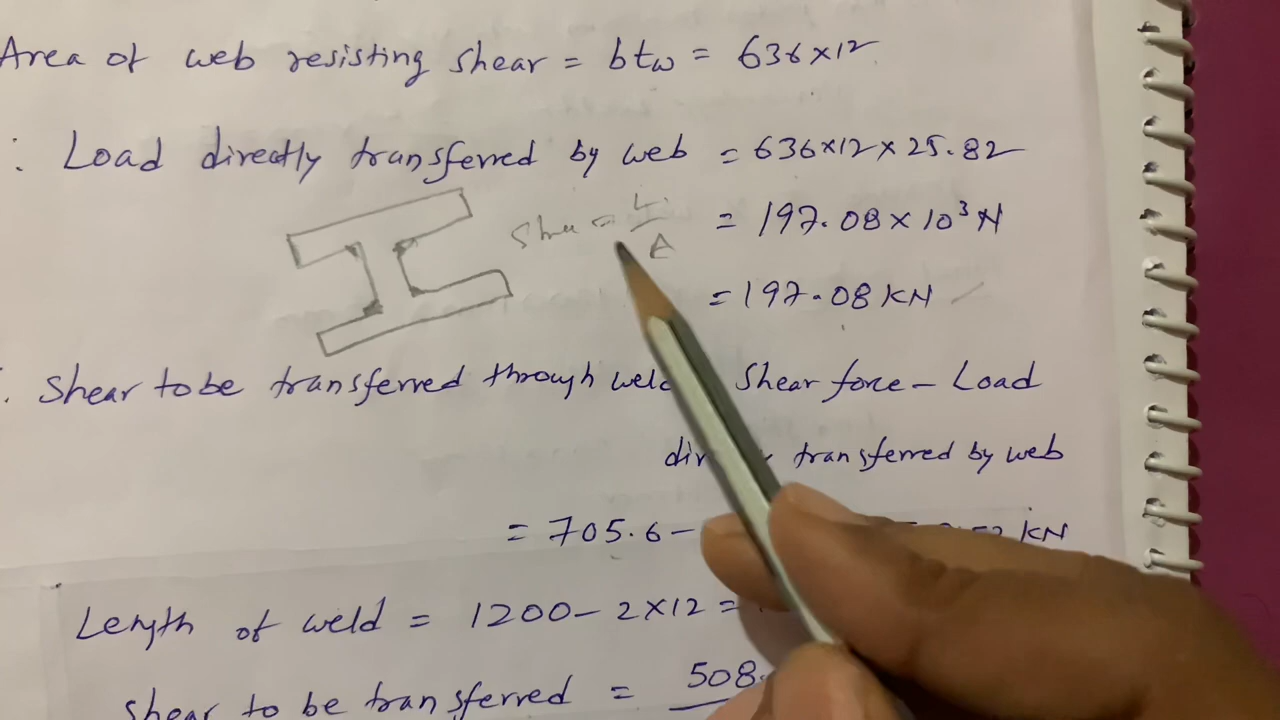 Area of web resisting shear = btw = 636×12
∴ Load directly transferred by web = 636×12×25.82
= L/A
= 197.08×10³N
= 197.08 KN
∴ Shear to be transferred through weld Shear force – Load
transferred by web
= 705.6 – KN
Length of weld = 1200 – 2×12 =
shear to be transferred = 508.